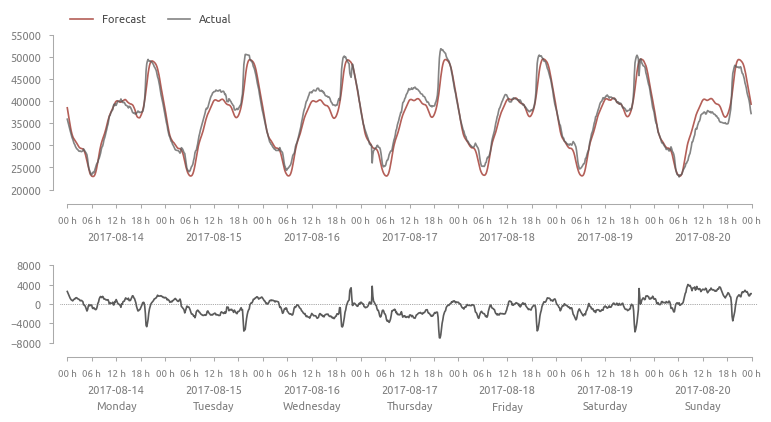 Forecast Actual
55000
50000
45000
40000
35000
30000
25000
20000
00 h 06 h 12 h 18 h 00 h 06 h 12 h 18 h 00 h 06 h 12 h 18 h 00 h 06 h 12 h 18 h 00 h 06 h 12 h 18 h 00 h 06 h 12 h 18 h 00 h 06 h 12 h 18 h 00 h
2017-08-14 2017-08-15 2017-08-16 2017-08-17 2017-08-18 2017-08-19 2017-08-20
8000
4000
0
−4000
−8000
00 h 06 h 12 h 18 h 00 h 06 h 12 h 18 h 00 h 06 h 12 h 18 h 00 h 06 h 12 h 18 h 00 h 06 h 12 h 18 h 00 h 06 h 12 h 18 h 00 h 06 h 12 h 18 h 00 h
2017-08-14 2017-08-15 2017-08-16 2017-08-17 2017-08-18 2017-08-19 2017-08-20
Monday Tuesday Wednesday Thursday Friday Saturday Sunday